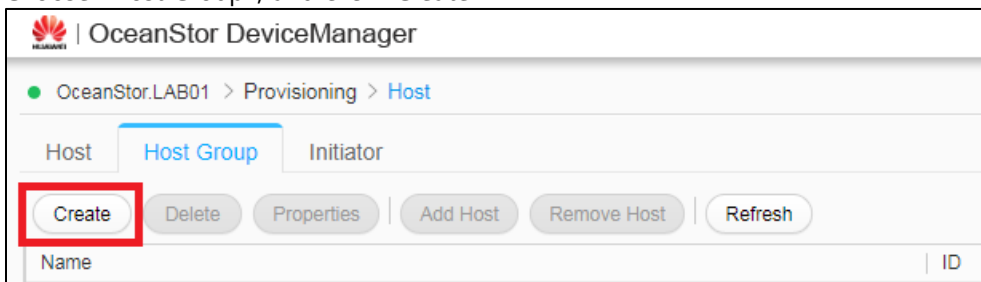 HUAWEI | OceanStor DeviceManager
OceanStor.LAB01 > Provisioning > Host
Host Host Group Initiator
Create Delete Properties Add Host Remove Host Refresh
Name ID